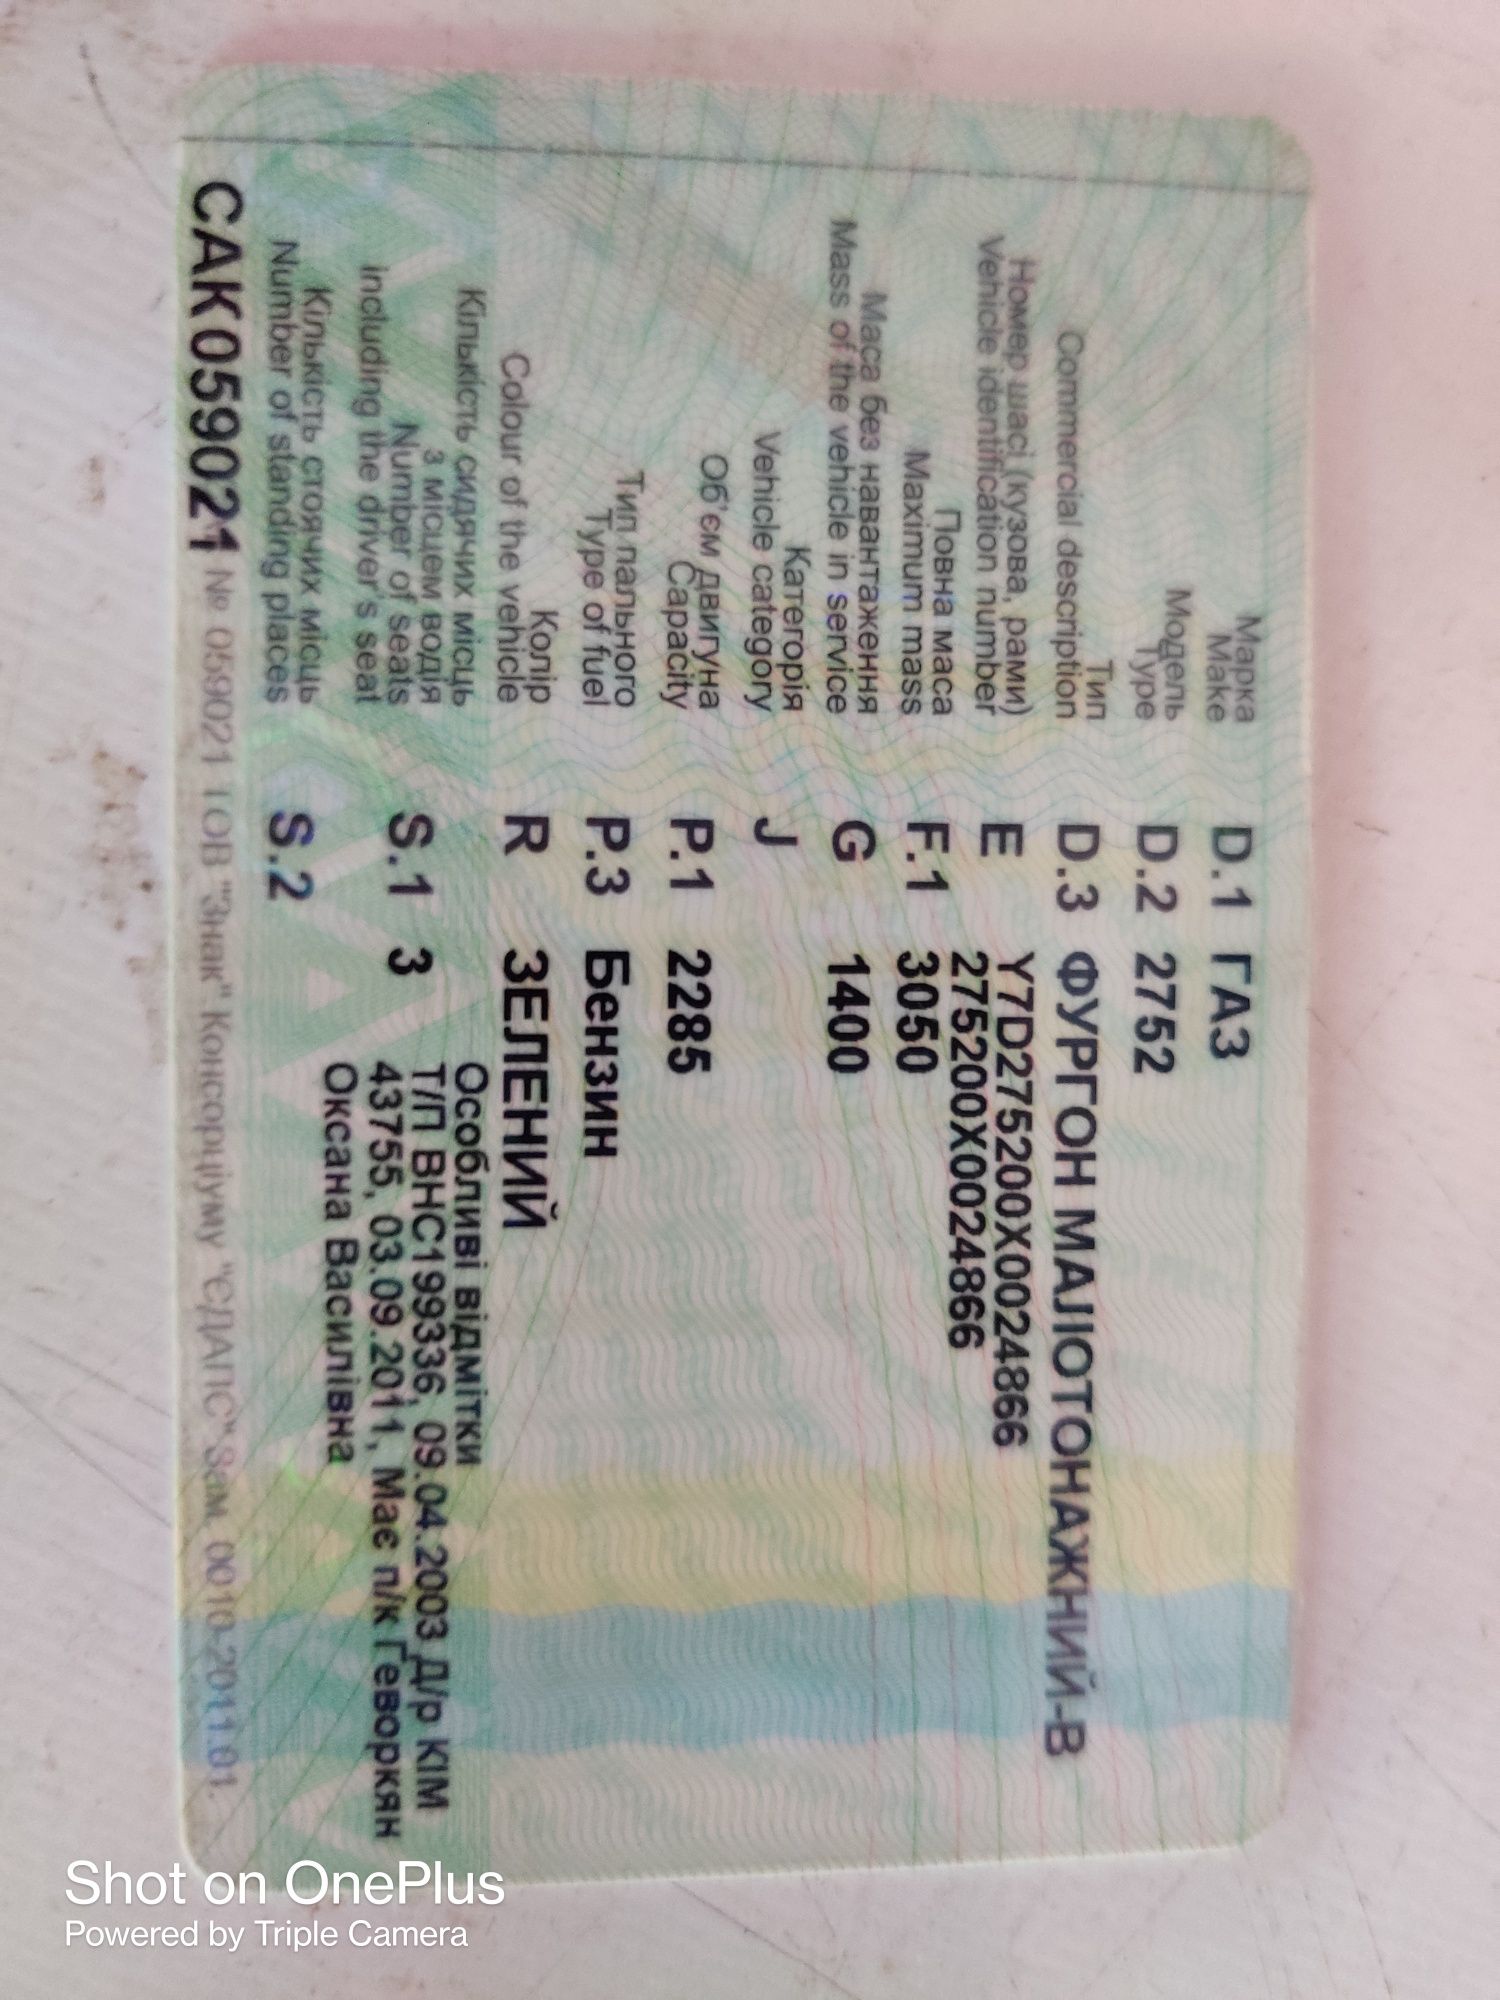 Марка D.1 ГАЗ
Make
Модель D.2 2752
Type
Тип D.3 ФУРГОН МАЛОТОНАЖНИЙ-В
Commercial description
Номер шасі (кузова, рами) E Y7D275200X0024866
Vehicle identification number 275200X0024866
Повна маса F.1 3050
Maximum mass
Маса без навантаження G 1400
Mass of the vehicle in service
Категорія J
Vehicle category
Об'єм двигуна P.1 2285
Capacity
Тип пального P.3 Бензин
Type of fuel
Колір R ЗЕЛЕНИЙ
Colour of the vehicle
Кількість сидячих місць
з місцем водія S.1 3
Number of seats
including the driver's seat
Особливі відмітки
Т/П ВНС199336, 09.04.2003 Д/р КІМ
43755, 03.09.2011, Має п/к Геворкян
Оксана Василівна
Кількість стоячих місць S.2
Number of standing places
САК059021 № 059021 ТОВ "Знак" Консорціуму "ЄДАПС" Зам. 0010-2011.01.
Shot on OnePlus
Powered by Triple Camera